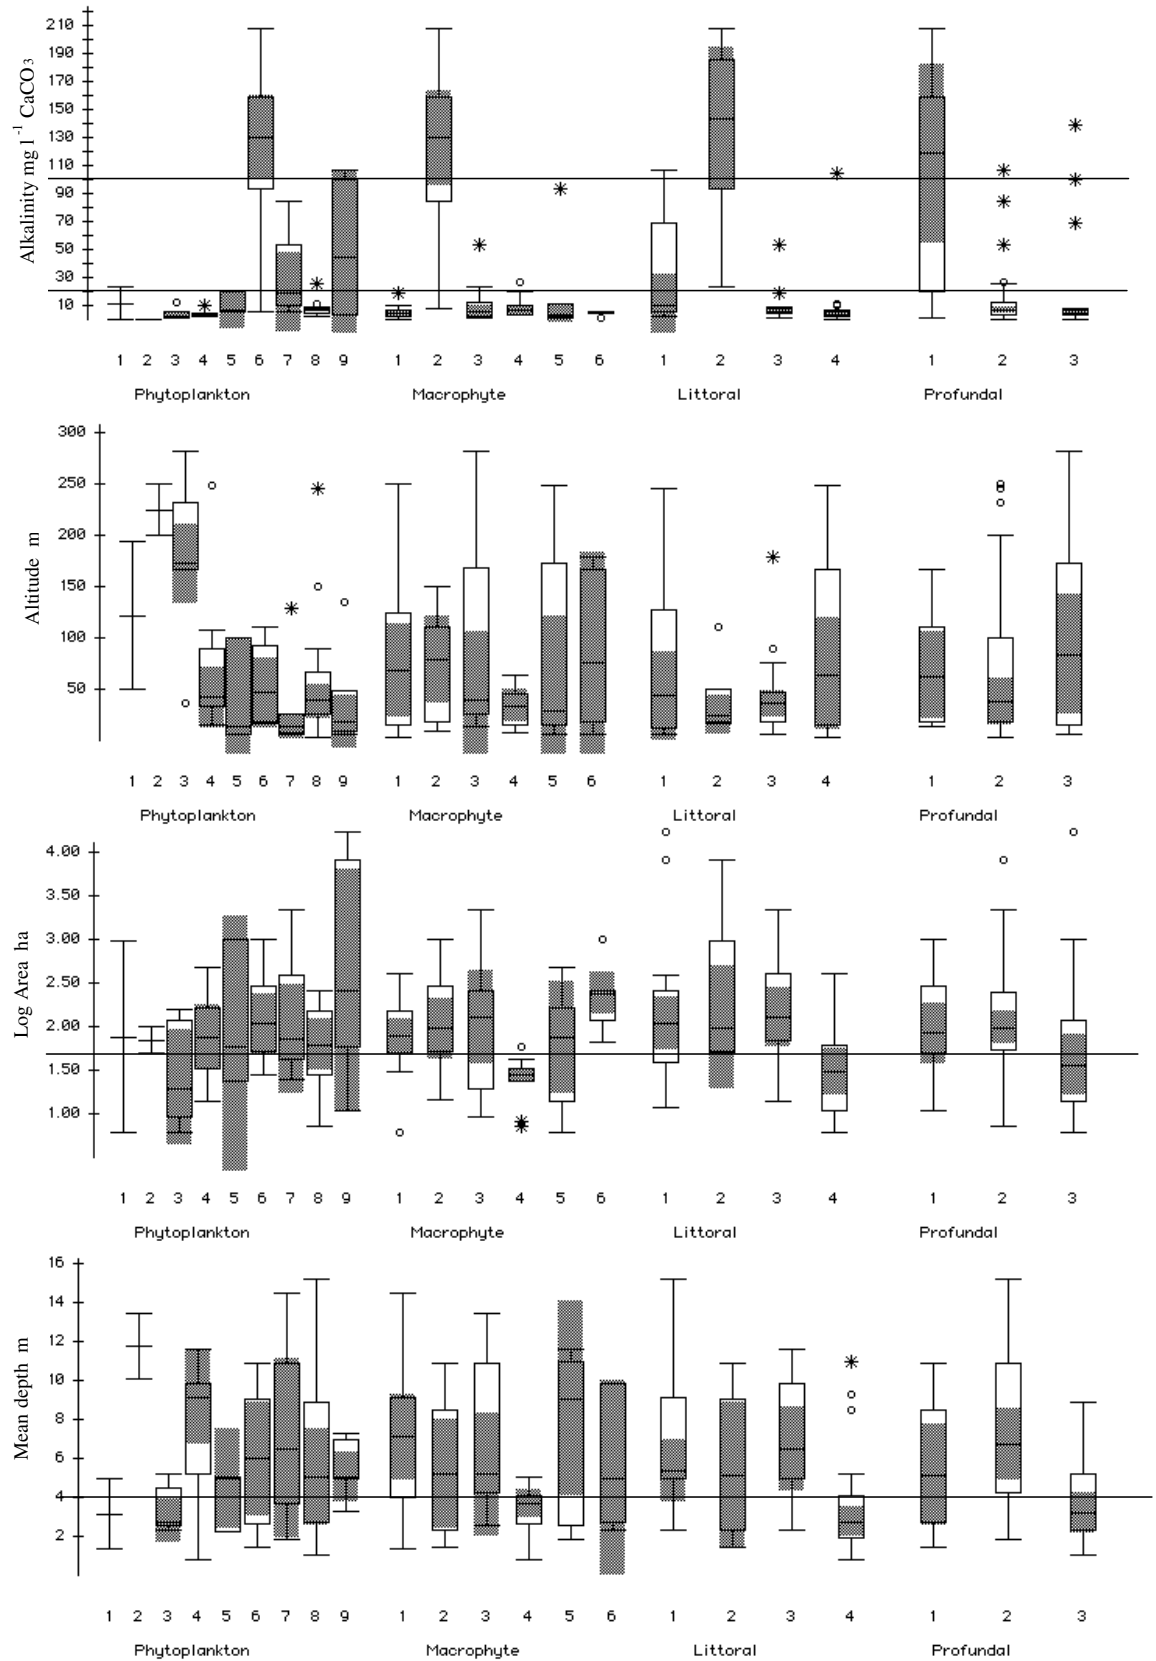 Alkalinity mg l⁻¹ CaCO₃
210
190
170
150
130
110
90
70
50
30
10
1 2 3 4 5 6 7 8 9 1 2 3 4 5 6 1 2 3 4 1 2 3
Phytoplankton Macrophyte Littoral Profundal
Altitude m
300
250
200
150
100
50
1 2 3 4 5 6 7 8 9 1 2 3 4 5 6 1 2 3 4 1 2 3
Phytoplankton Macrophyte Littoral Profundal
Log Area ha
4.00
3.50
3.00
2.50
2.00
1.50
1.00
1 2 3 4 5 6 7 8 9 1 2 3 4 5 6 1 2 3 4 1 2 3
Phytoplankton Macrophyte Littoral Profundal
Mean depth m
16
14
12
10
8
6
4
2
1 2 3 4 5 6 7 8 9 1 2 3 4 5 6 1 2 3 4 1 2 3
Phytoplankton Macrophyte Littoral Profundal